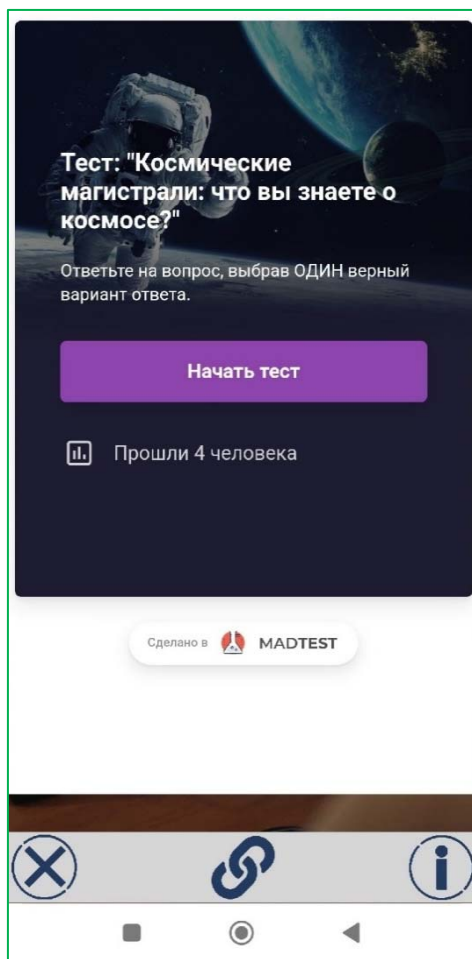 Тест: "Космические
магистрали: что вы знаете о
космосе?"
Ответьте на вопрос, выбрав ОДИН верный
вариант ответа.
Начать тест
Прошли 4 человека
Сделано в MADTEST